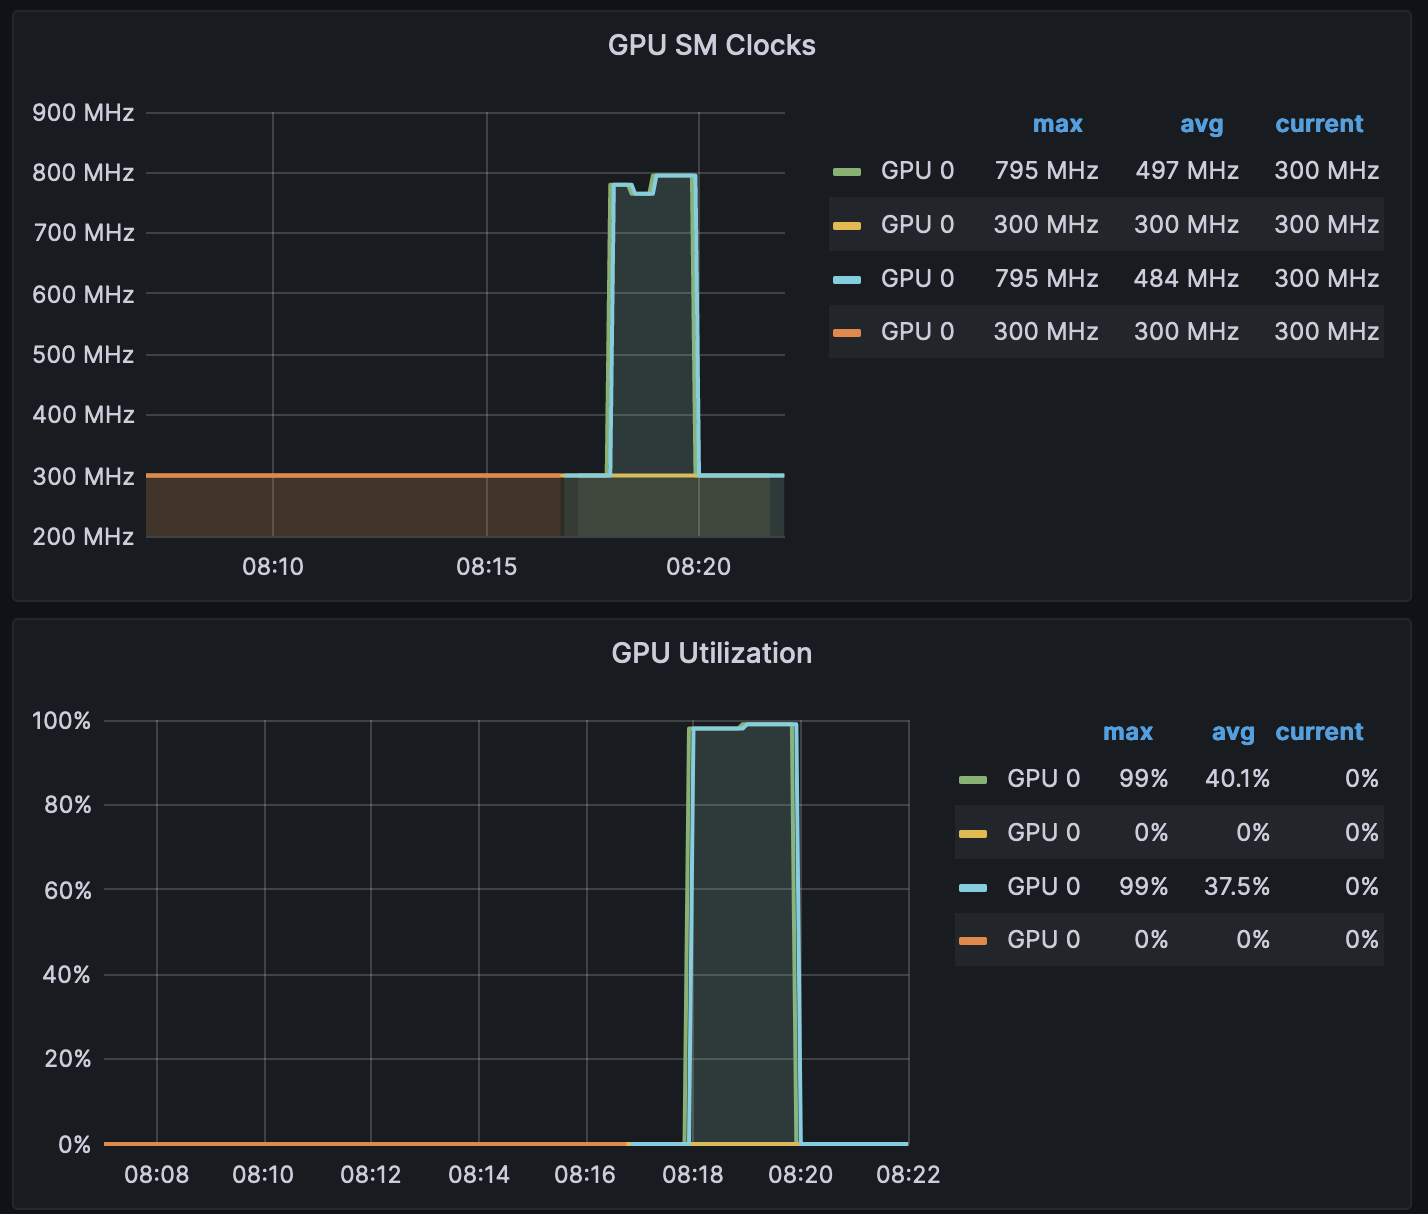 GPU SM Clocks
900 MHz
800 MHz
700 MHz
600 MHz
500 MHz
400 MHz
300 MHz
200 MHz
08:10 08:15 08:20
max avg current
GPU 0 795 MHz 497 MHz 300 MHz
GPU 0 300 MHz 300 MHz 300 MHz
GPU 0 795 MHz 484 MHz 300 MHz
GPU 0 300 MHz 300 MHz 300 MHz
GPU Utilization
100%
80%
60%
40%
20%
0%
08:08 08:10 08:12 08:14 08:16 08:18 08:20 08:22
max avg current
GPU 0 99% 40.1% 0%
GPU 0 0% 0% 0%
GPU 0 99% 37.5% 0%
GPU 0 0% 0% 0%